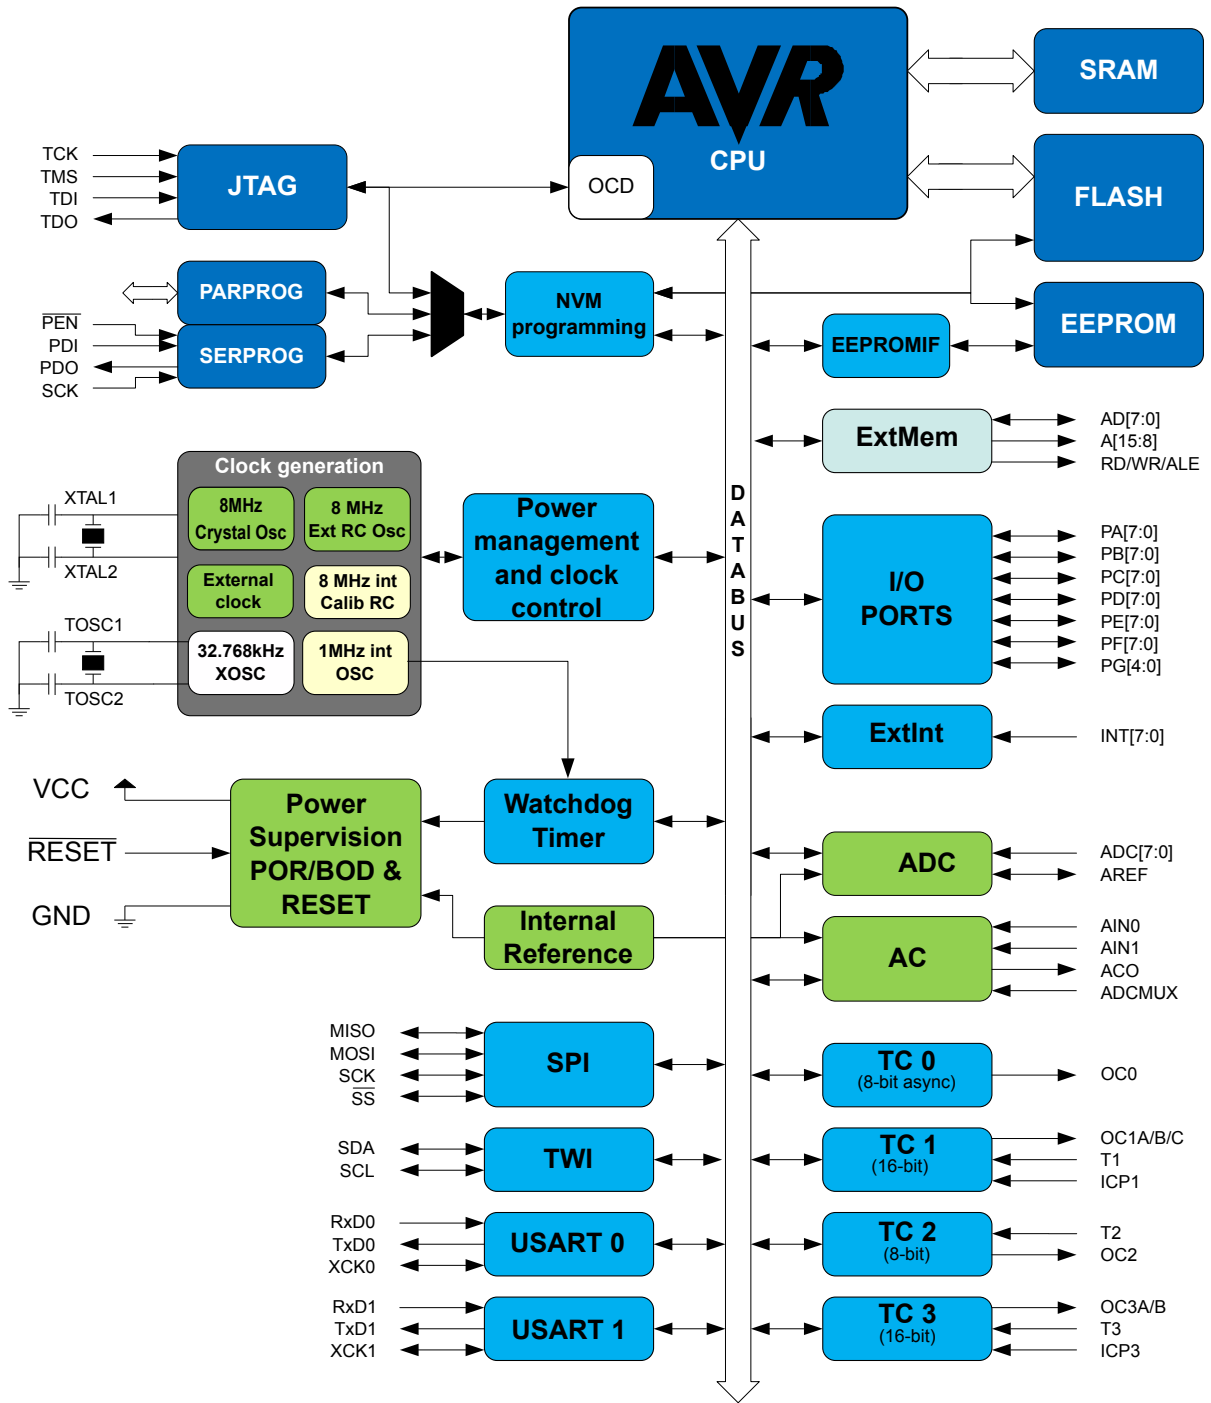 AVR
CPU
OCD
SRAM
FLASH
EEPROM
TCK
TMS
TDI
TDO
JTAG
PARPROG
PEN
PDI
PDO
SCK
SERPROG
NVM
programming
EEPROMIF
ExtMem
AD[7:0]
A[15:8]
RD/WR/ALE
Clock generation
8MHz
Crystal Osc
8 MHz
Ext RC Osc
External
clock
8 MHz int
Calib RC
32.768kHz
XOSC
1MHz int
OSC
XTAL1
XTAL2
TOSC1
TOSC2
Power
management
and clock
control
DATABUS
I/O
PORTS
PA[7:0]
PB[7:0]
PC[7:0]
PD[7:0]
PE[7:0]
PF[7:0]
PG[4:0]
ExtInt
INT[7:0]
VCC
RESET
GND
Power
Supervision
POR/BOD &
RESET
Watchdog
Timer
Internal
Reference
ADC
ADC[7:0]
AREF
AC
AIN0
AIN1
ACO
ADCMUX
MISO
MOSI
SCK
SS
SPI
TC 0
(8-bit async)
OC0
SDA
SCL
TWI
TC 1
(16-bit)
OC1A/B/C
T1
ICP1
RxD0
TxD0
XCK0
USART 0
TC 2
(8-bit)
T2
OC2
RxD1
TxD1
XCK1
USART 1
TC 3
(16-bit)
OC3A/B
T3
ICP3